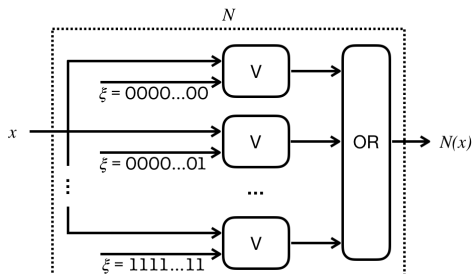 N
V
ξ = 0000...00
x
V
OR
N(x)
ξ = 0000...01
...
V
ξ = 1111...11